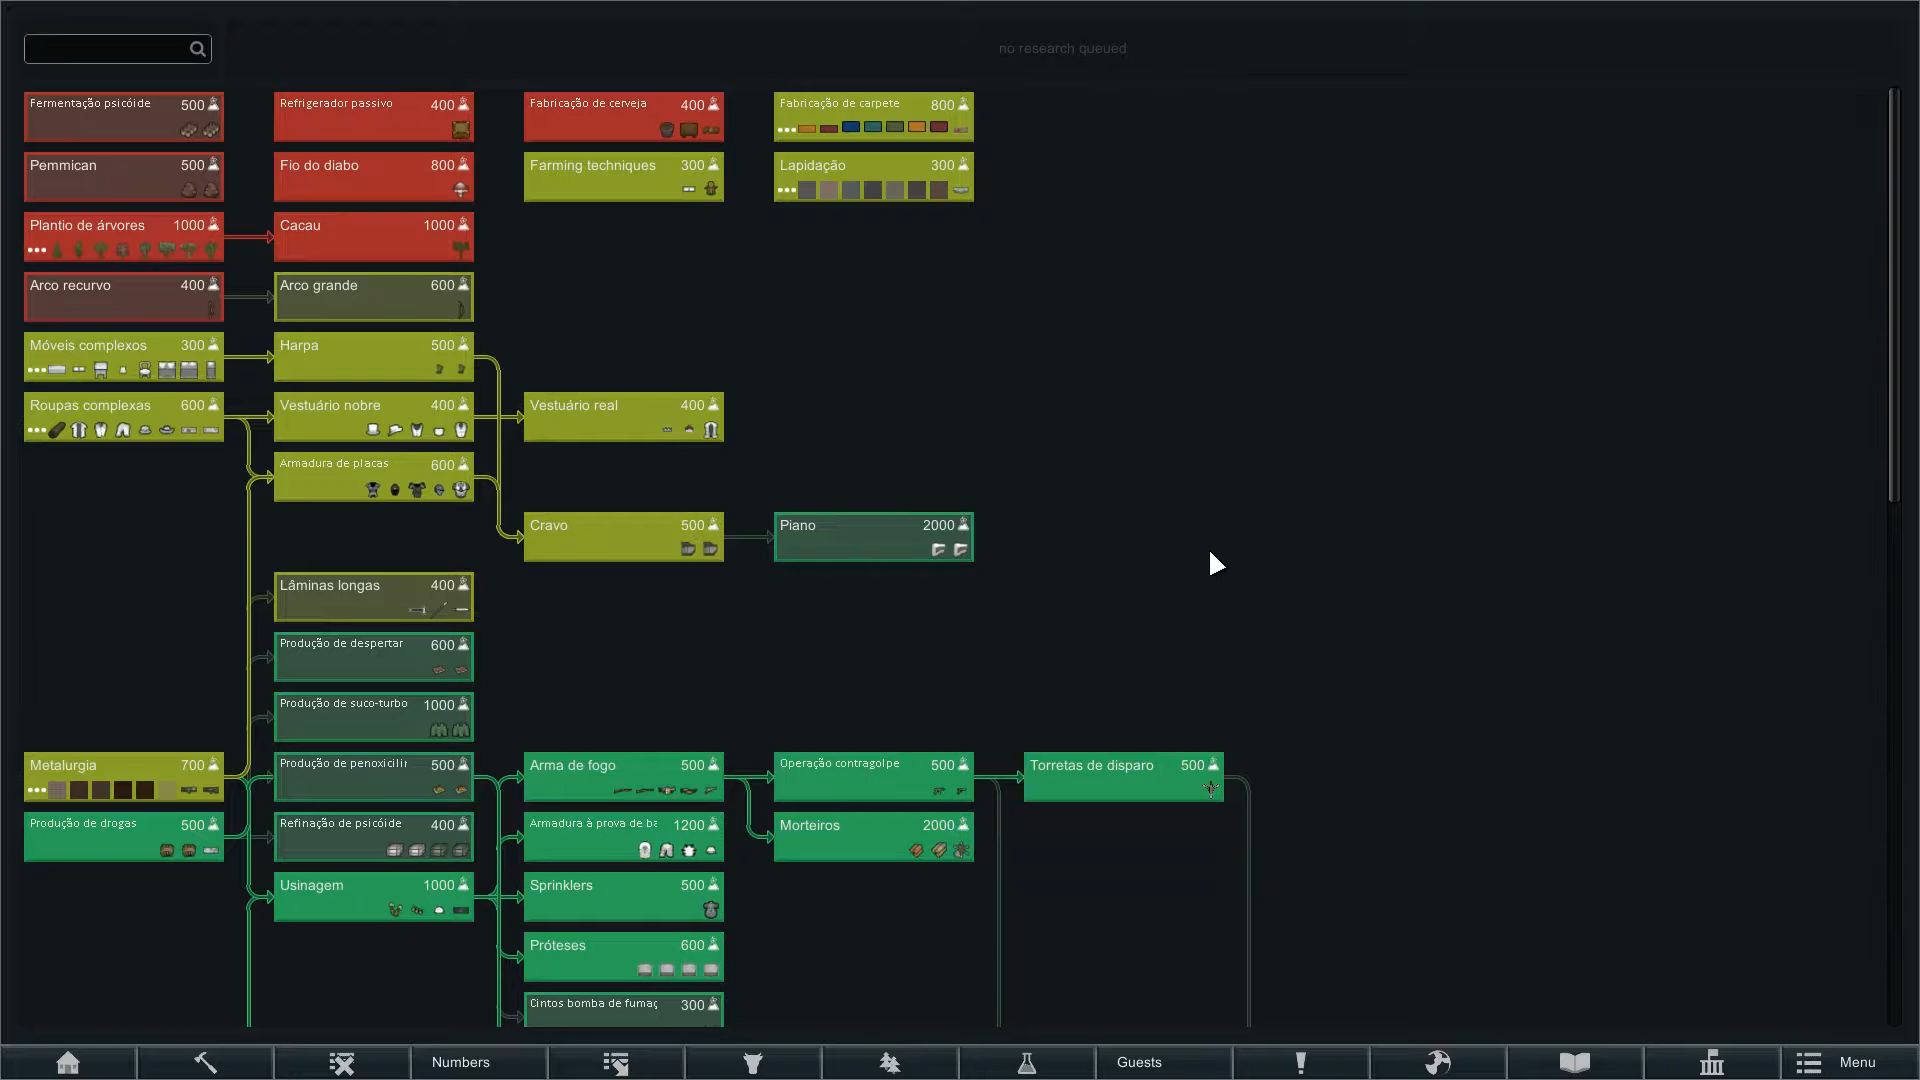 no research queued
Fermentação psicóide 500
Refrigerador passivo 400
Fabricação de cerveja 400
Fabricação de carpete 800
Pemmican 500
Fio do diabo 800
Farming techniques 300
Lapidação 300
Plantio de árvores 1000
Cacau 1000
Arco recurvo 400
Arco grande 600
Móveis complexos 300
Harpa 500
Roupas complexas 600
Vestuário nobre 400
Vestuário real 400
Armadura de placas 600
Cravo 500
Piano 2000
Lâminas longas 400
Produção de despertar 600
Produção de suco-turbo 1000
Metalurgia 700
Produção de penoxicilin 500
Arma de fogo 500
Operação contragolpe 500
Torretas de disparo 500
Produção de drogas 500
Refinação de psicóide 400
Armadura à prova de ba 1200
Morteiros 2000
Usinagem 1000
Sprinklers 500
Próteses 600
Cintos bomba de fumaç 300
Numbers
Guests
Menu